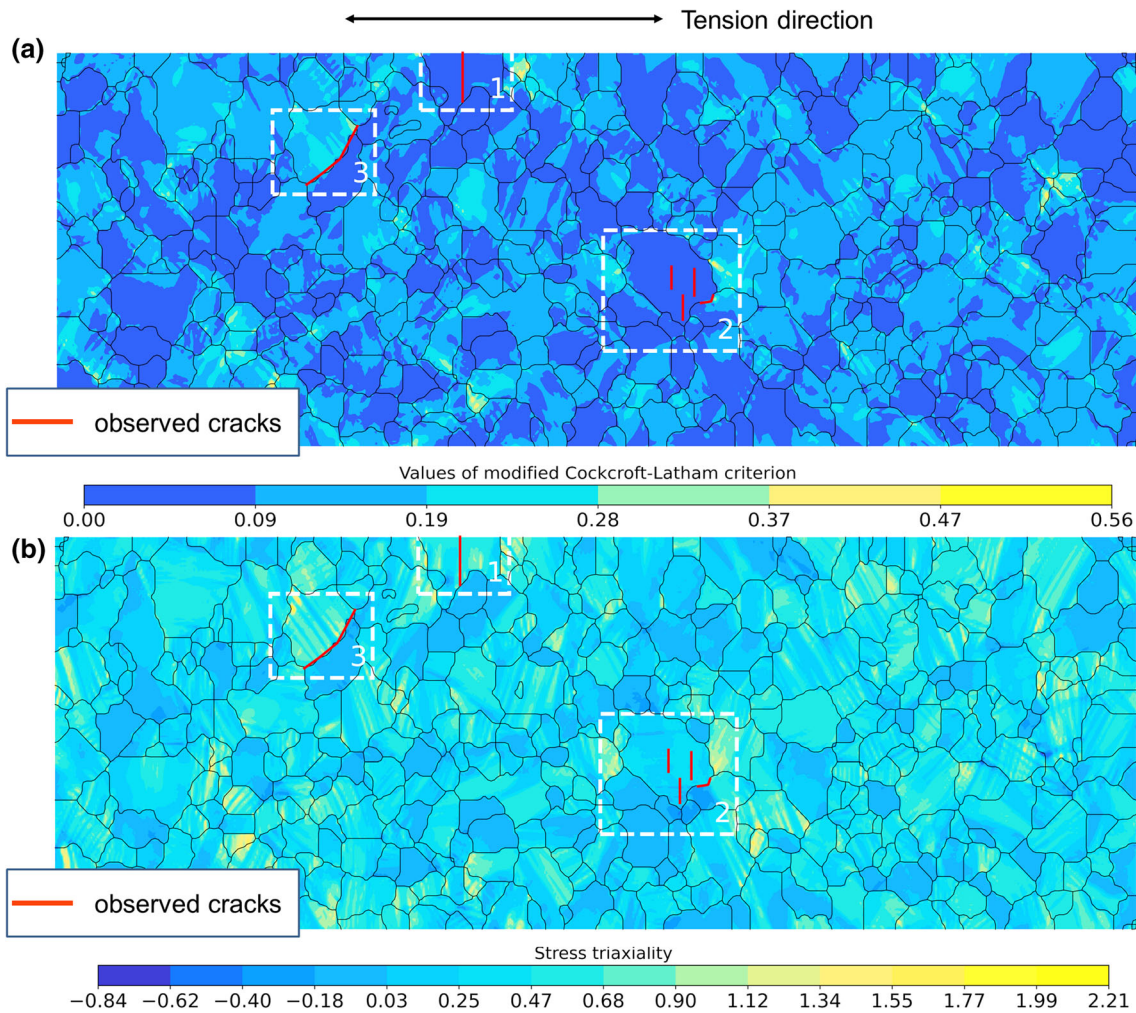 Tension direction
(a)
1
3
2
observed cracks
Values of modified Cockcroft-Latham criterion
0.00 0.09 0.19 0.28 0.37 0.47 0.56
(b)
1
3
2
observed cracks
Stress triaxiality
−0.84 −0.62 −0.40 −0.18 0.03 0.25 0.47 0.68 0.90 1.12 1.34 1.55 1.77 1.99 2.21